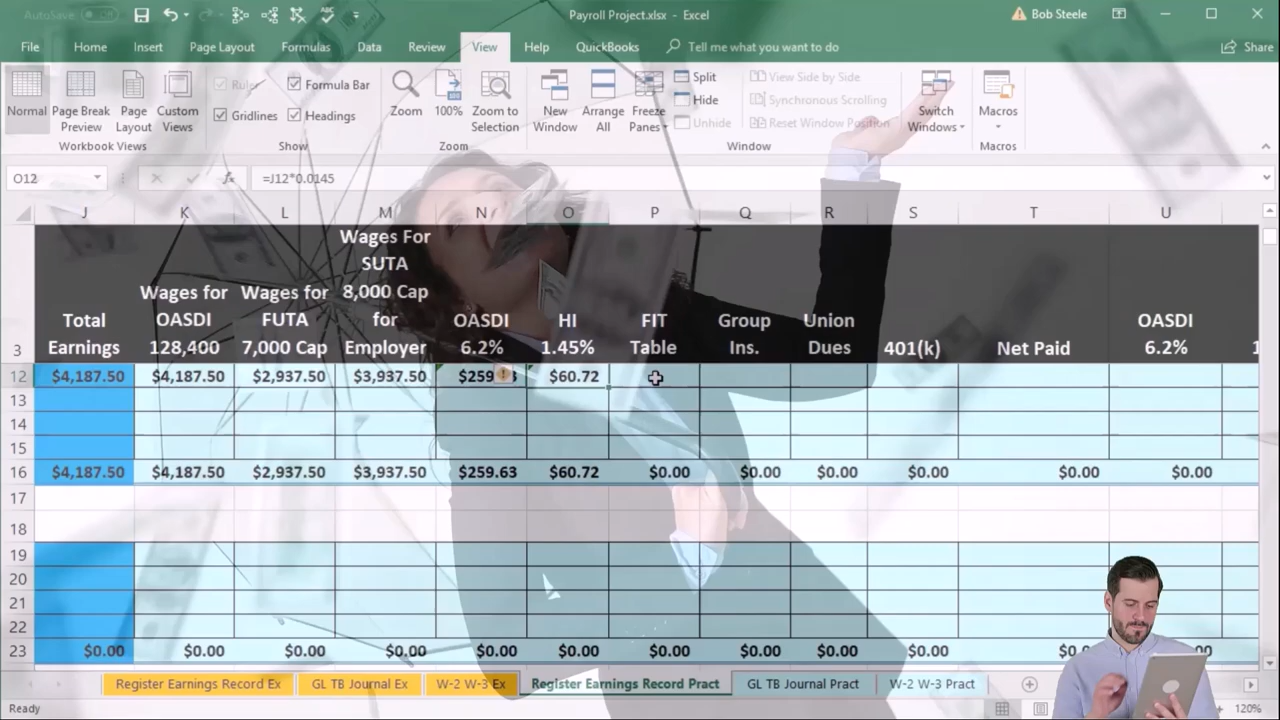 AutoSave Off Payroll Project.xlsx - Excel Bob Steele
File Home Insert Page Layout Formulas Data Review View Help QuickBooks Tell me what you want to do Share
Normal Page Break Preview Page Layout Custom Views
Ruler Formula Bar
Gridlines Headings
Zoom 100% Zoom to Selection
New Window Arrange All Freeze Panes
Split
Hide
Unhide
View Side by Side
Synchronous Scrolling
Reset Window Position
Switch Windows Macros
Workbook Views Show Zoom Window Macros
O12 fx =J12*0.0145
J K L M N O P Q R S T U
3 Total Earnings Wages for OASDI 128,400 Wages for FUTA 7,000 Cap Wages For SUTA 8,000 Cap for Employer OASDI 6.2% HI 1.45% FIT Table Group Ins. Union Dues 401(k) Net Paid OASDI 6.2% 1
12 $4,187.50 $4,187.50 $2,937.50 $3,937.50 $60.72
13
14
15
16 $4,187.50 $4,187.50 $2,937.50 $3,937.50 $259.63 $60.72 $0.00 $0.00 $0.00 $0.00 $0.00 $0.00
17
18
19
20
21
22
23 $0.00 $0.00 $0.00 $0.00 $0.00 $0.00 $0.00 $0.00 $0.00 $0.00
Register Earnings Record Ex GL TB Journal Ex W-2 W-3 Ex Register Earnings Record Pract GL TB Journal Pract W-2 W-3 Pract
Ready 120%